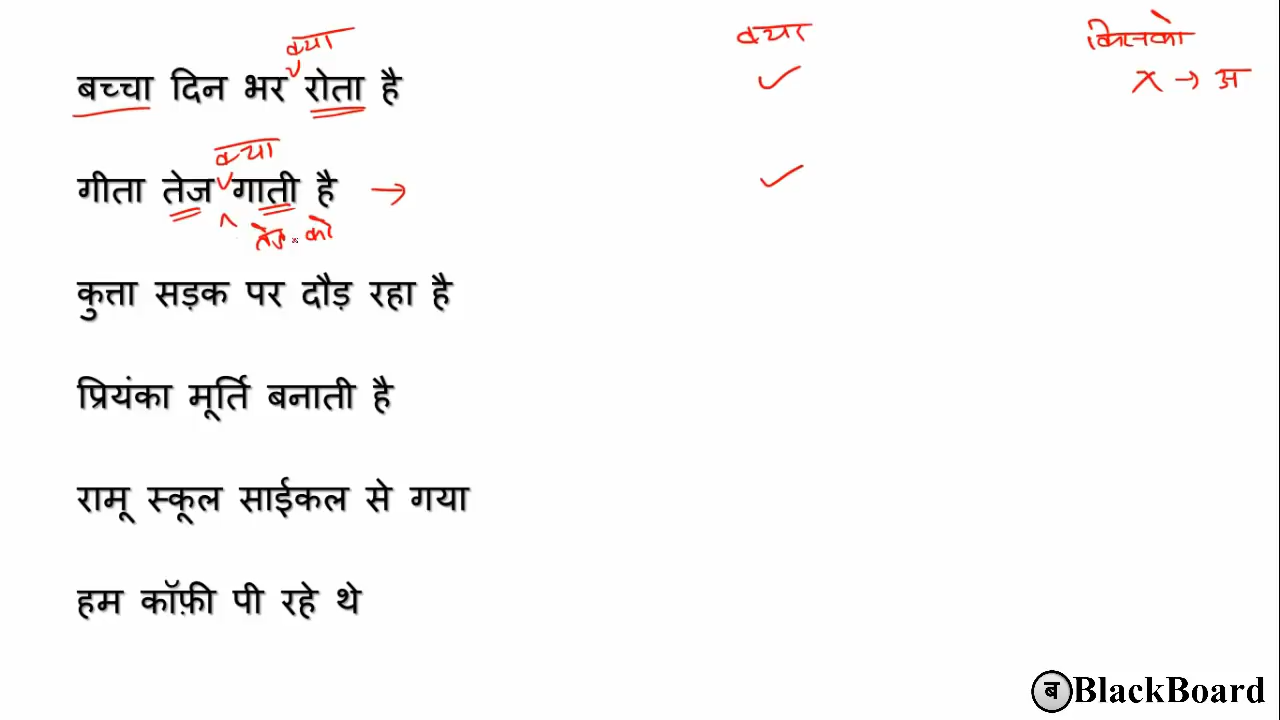 क्या क्या किसको
बच्चा दिन भर रोता है ✓ x → अ
क्या
गीता तेज गाती है → ✓
^ तेज को
कुत्ता सड़क पर दौड़ रहा है
प्रियंका मूर्ति बनाती है
रामू स्कूल साईकल से गया
हम कॉफ़ी पी रहे थे
ब BlackBoard